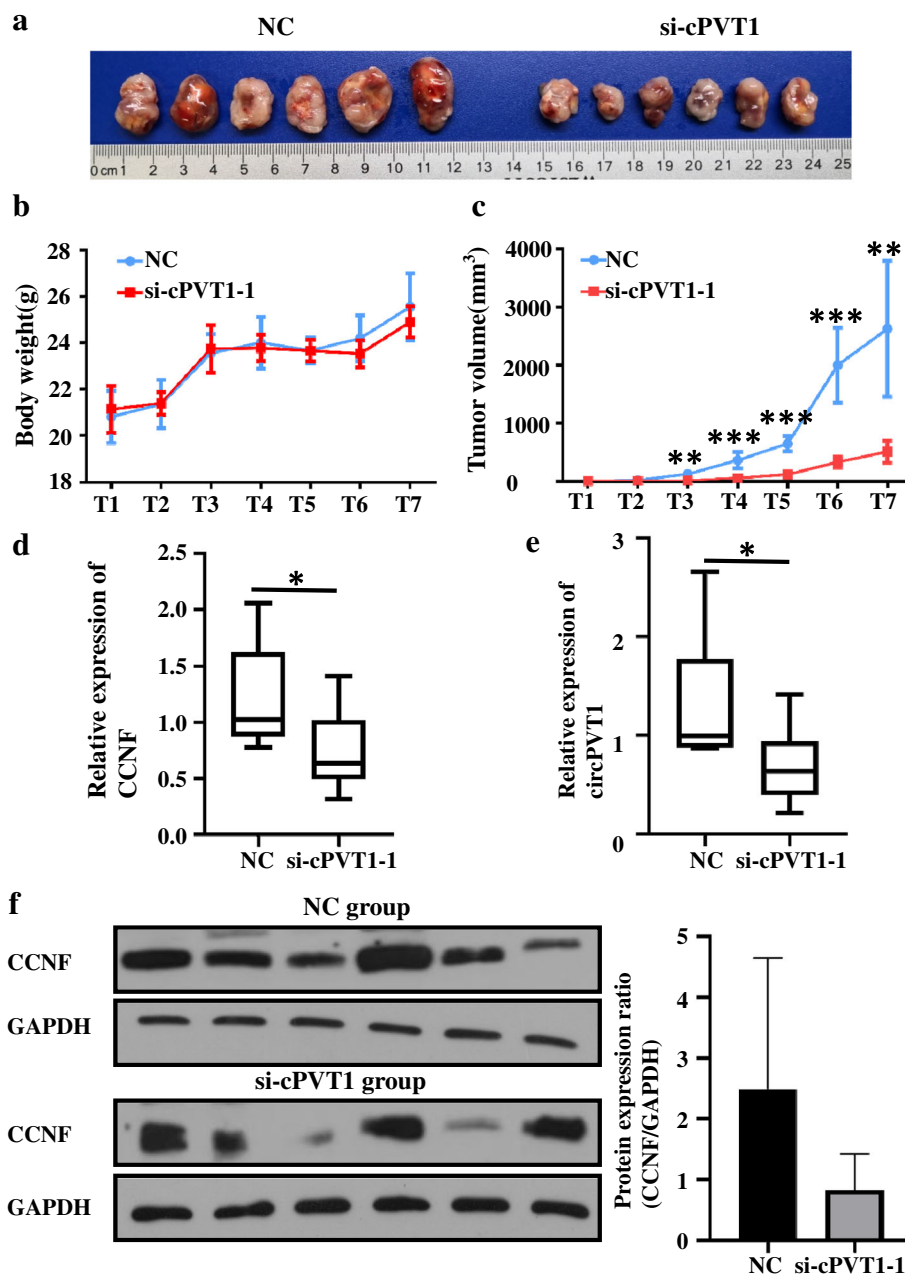 a
NC si-cPVT1
0 cm 1 2 3 4 5 6 7 8 9 10 11 12 13 14 15 16 17 18 19 20 21 22 23 24 25
b
NC
si-cPVT1-1
Body weight(g)
28
26
24
22
20
18
T1 T2 T3 T4 T5 T6 T7
c
NC
si-cPVT1-1
Tumor volume(mm³)
4000
3000
2000
1000
0
** *** *** *** **
T1 T2 T3 T4 T5 T6 T7
d
Relative expression of
CCNF
2.5
2.0
1.5
1.0
0.5
0.0
*
NC si-cPVT1-1
e
Relative expression of
circPVT1
3
2
1
0
*
NC si-cPVT1-1
f
NC group
CCNF
GAPDH
si-cPVT1 group
CCNF
GAPDH
Protein expression ratio
(CCNF/GAPDH)
5
4
3
2
1
0
NC si-cPVT1-1